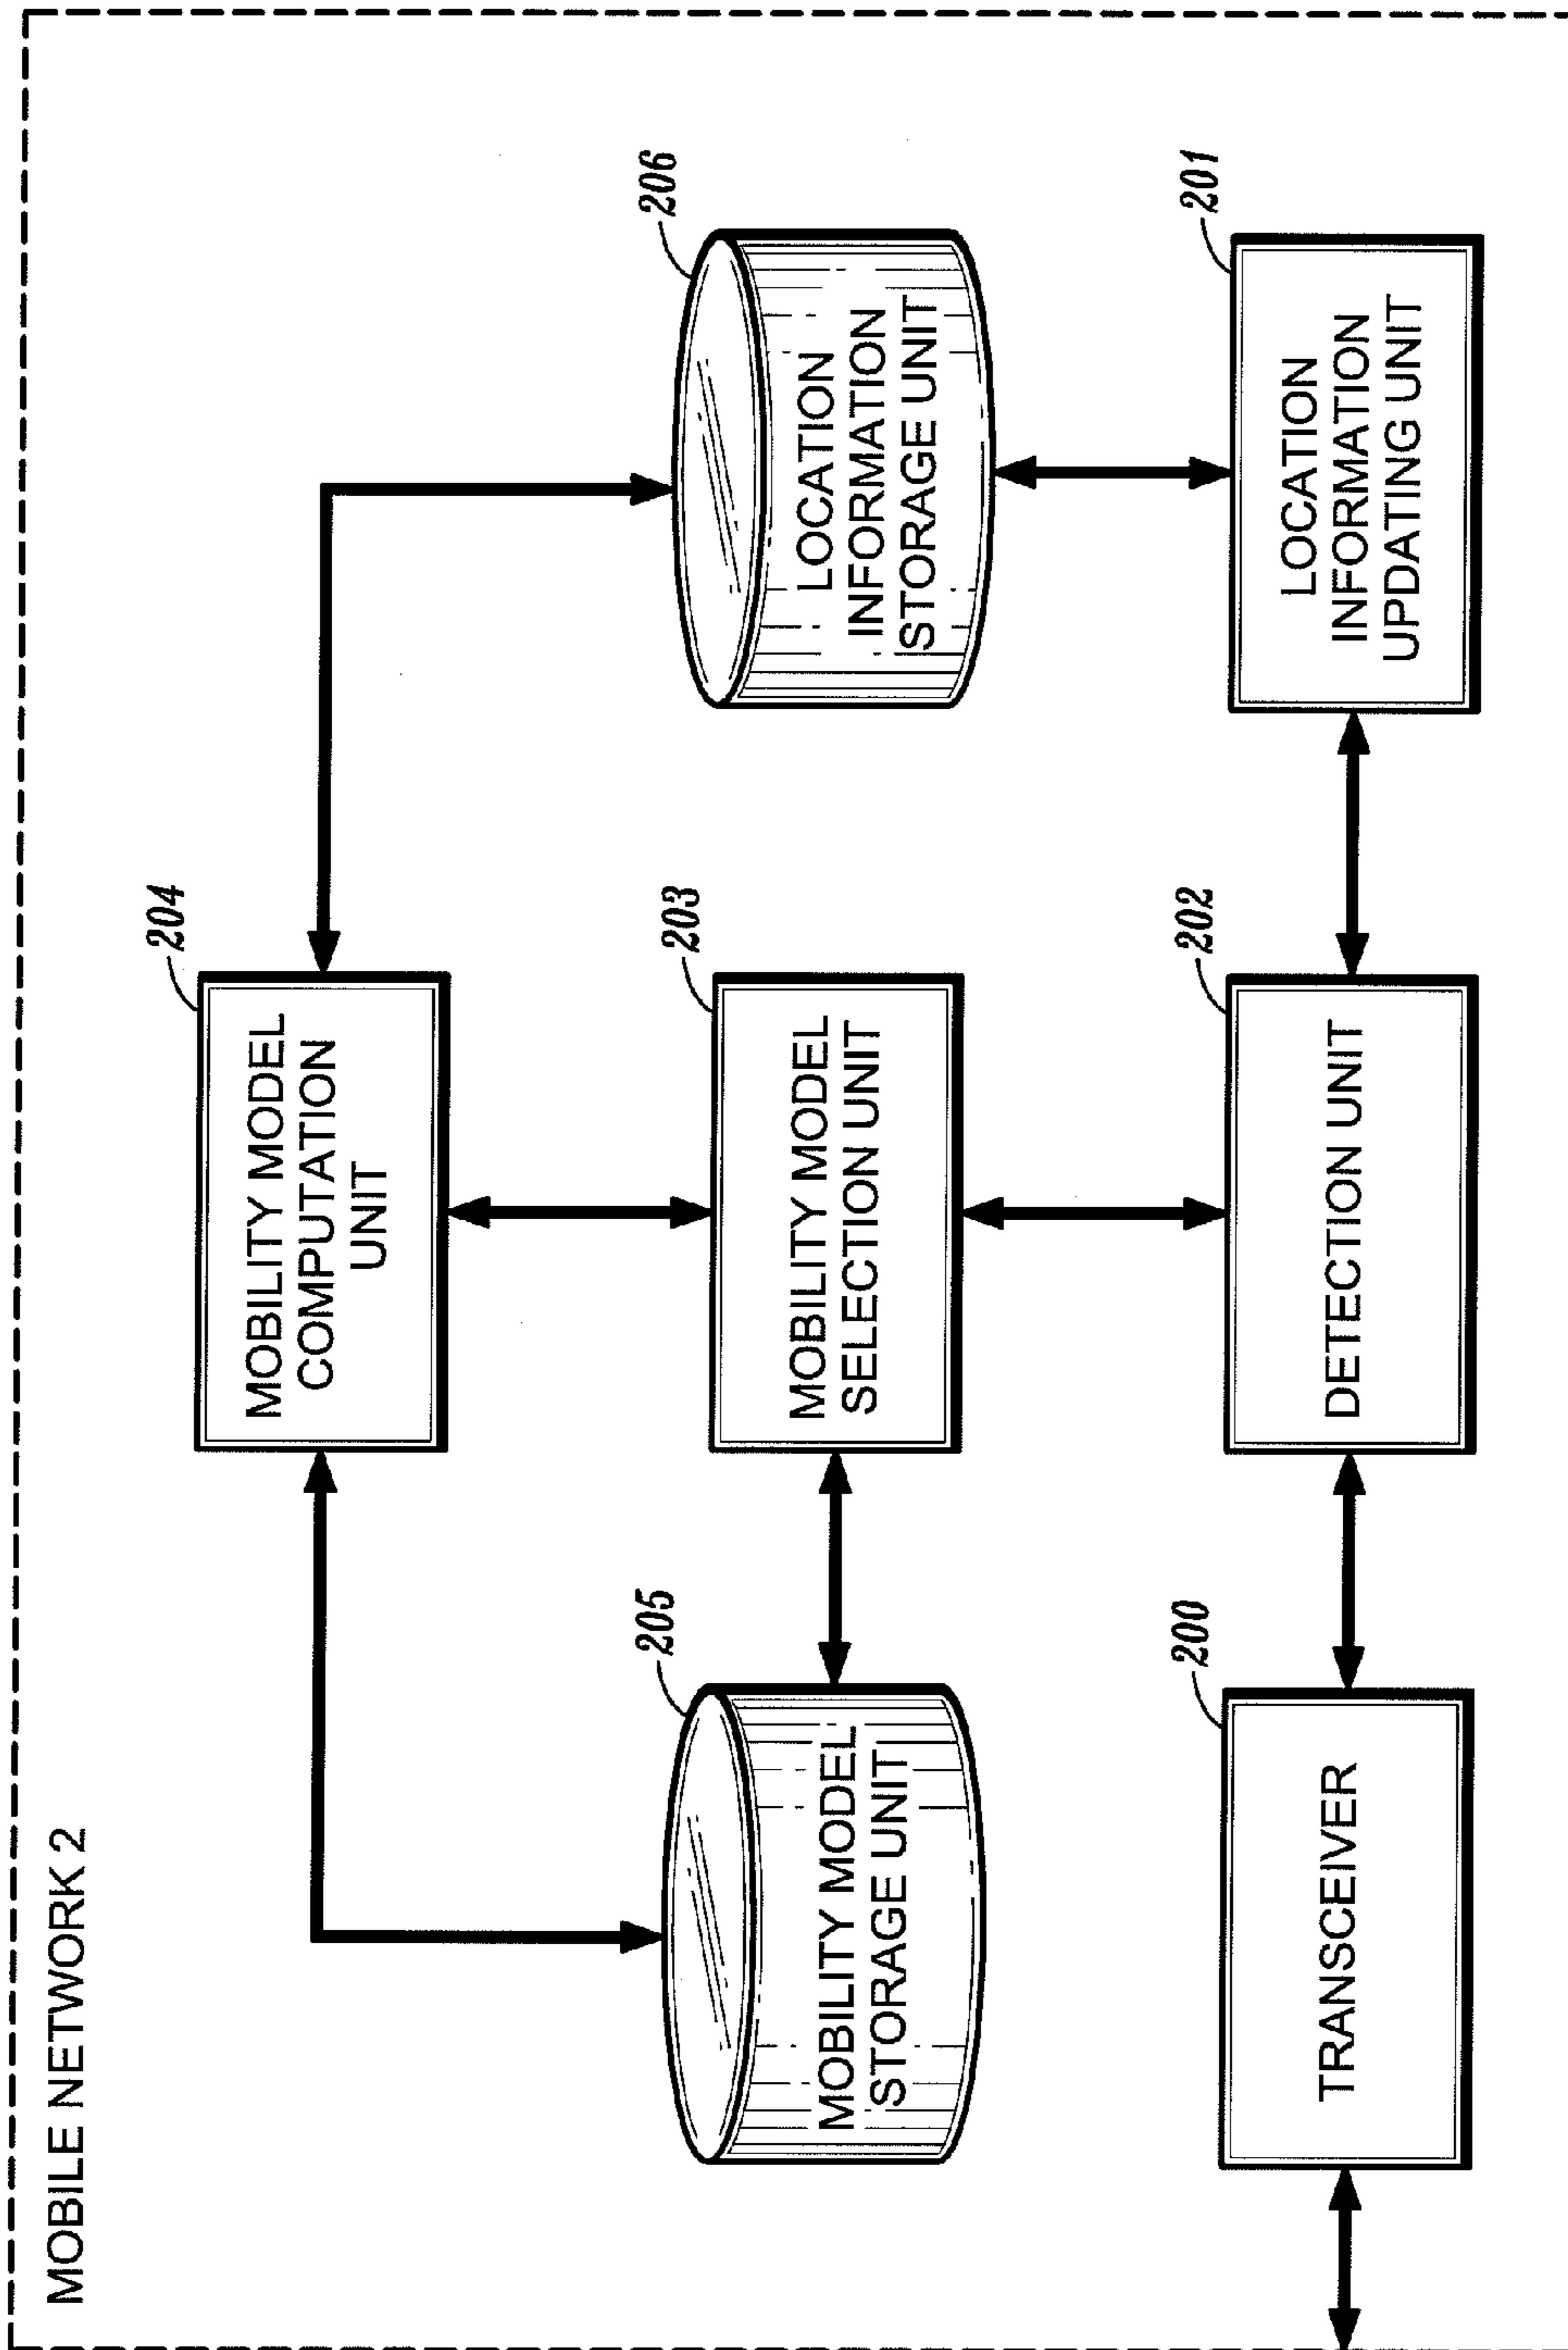 MOBILE NETWORK 2
204
MOBILITY MODEL
COMPUTATION
UNIT
205
MOBILITY MODEL
STORAGE UNIT
203
MOBILITY MODEL
SELECTION UNIT
206
LOCATION
INFORMATION
STORAGE UNIT
200
TRANSCEIVER
202
DETECTION UNIT
201
LOCATION
INFORMATION
UPDATING UNIT